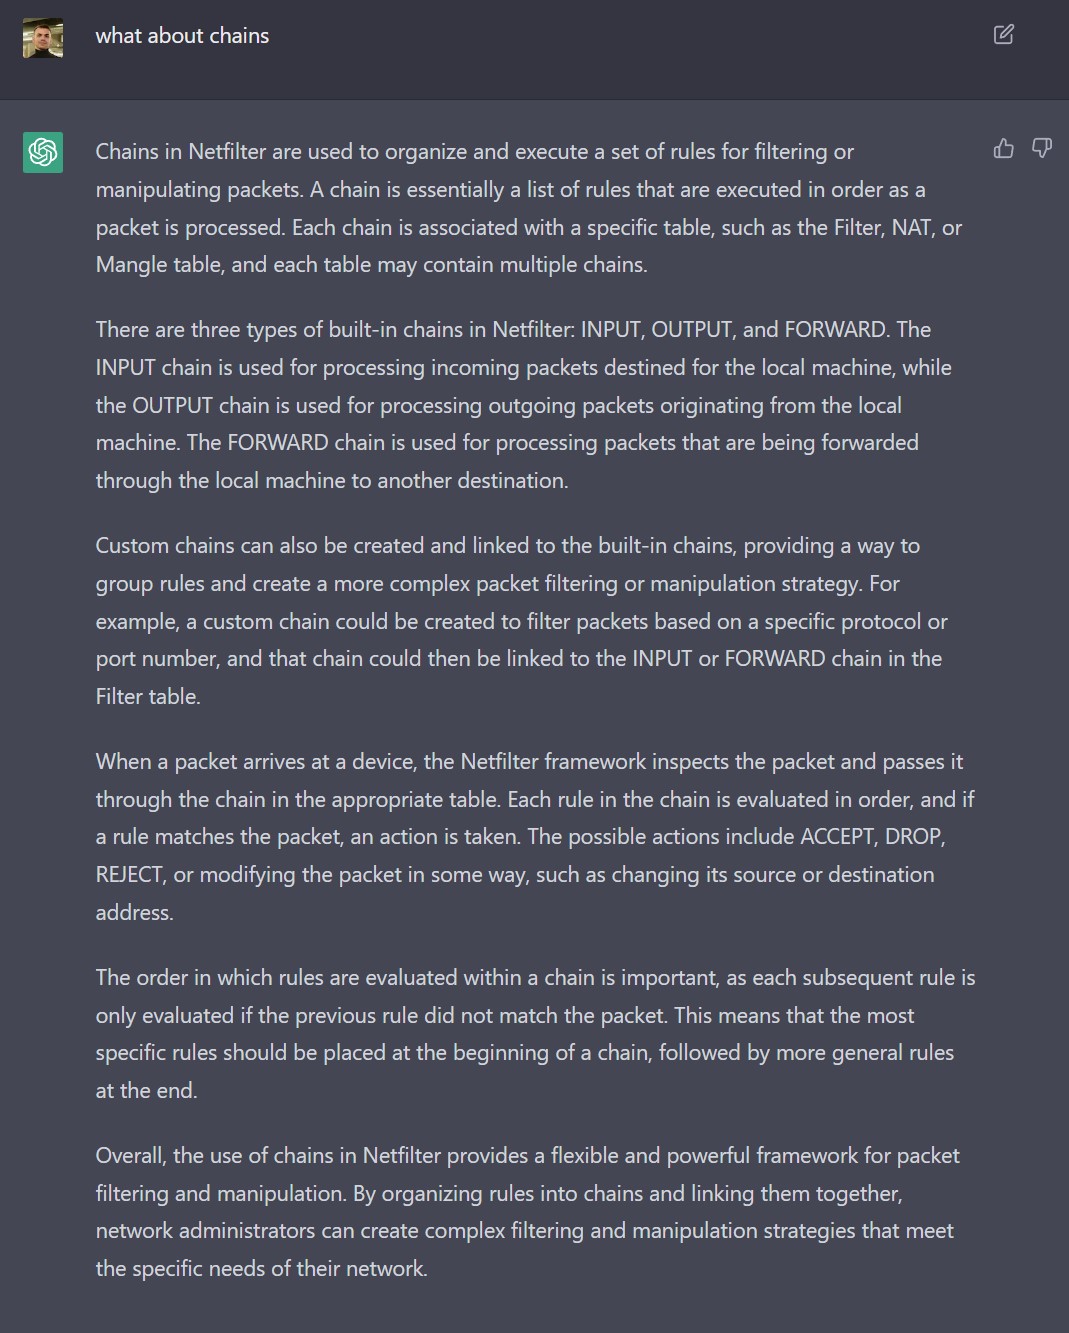 what about chains
Chains in Netfilter are used to organize and execute a set of rules for filtering or
manipulating packets. A chain is essentially a list of rules that are executed in order as a
packet is processed. Each chain is associated with a specific table, such as the Filter, NAT, or
Mangle table, and each table may contain multiple chains.
There are three types of built-in chains in Netfilter: INPUT, OUTPUT, and FORWARD. The
INPUT chain is used for processing incoming packets destined for the local machine, while
the OUTPUT chain is used for processing outgoing packets originating from the local
machine. The FORWARD chain is used for processing packets that are being forwarded
through the local machine to another destination.
Custom chains can also be created and linked to the built-in chains, providing a way to
group rules and create a more complex packet filtering or manipulation strategy. For
example, a custom chain could be created to filter packets based on a specific protocol or
port number, and that chain could then be linked to the INPUT or FORWARD chain in the
Filter table.
When a packet arrives at a device, the Netfilter framework inspects the packet and passes it
through the chain in the appropriate table. Each rule in the chain is evaluated in order, and if
a rule matches the packet, an action is taken. The possible actions include ACCEPT, DROP,
REJECT, or modifying the packet in some way, such as changing its source or destination
address.
The order in which rules are evaluated within a chain is important, as each subsequent rule is
only evaluated if the previous rule did not match the packet. This means that the most
specific rules should be placed at the beginning of a chain, followed by more general rules
at the end.
Overall, the use of chains in Netfilter provides a flexible and powerful framework for packet
filtering and manipulation. By organizing rules into chains and linking them together,
network administrators can create complex filtering and manipulation strategies that meet
the specific needs of their network.